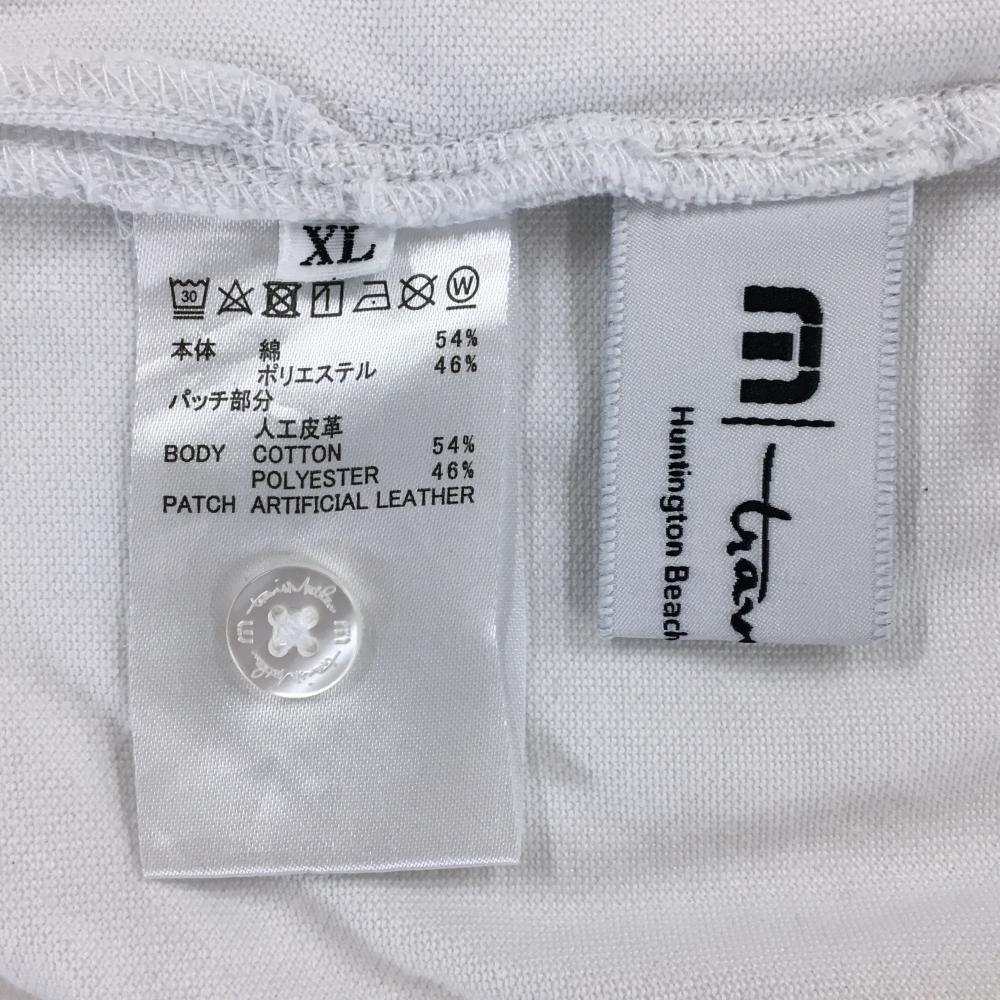 XL
30
W
本体 綿 54%
ポリエステル 46%
パッチ部分
人工皮革
BODY COTTON 54%
POLYESTER 46%
PATCH ARTIFICIAL LEATHER
Huntington Beach